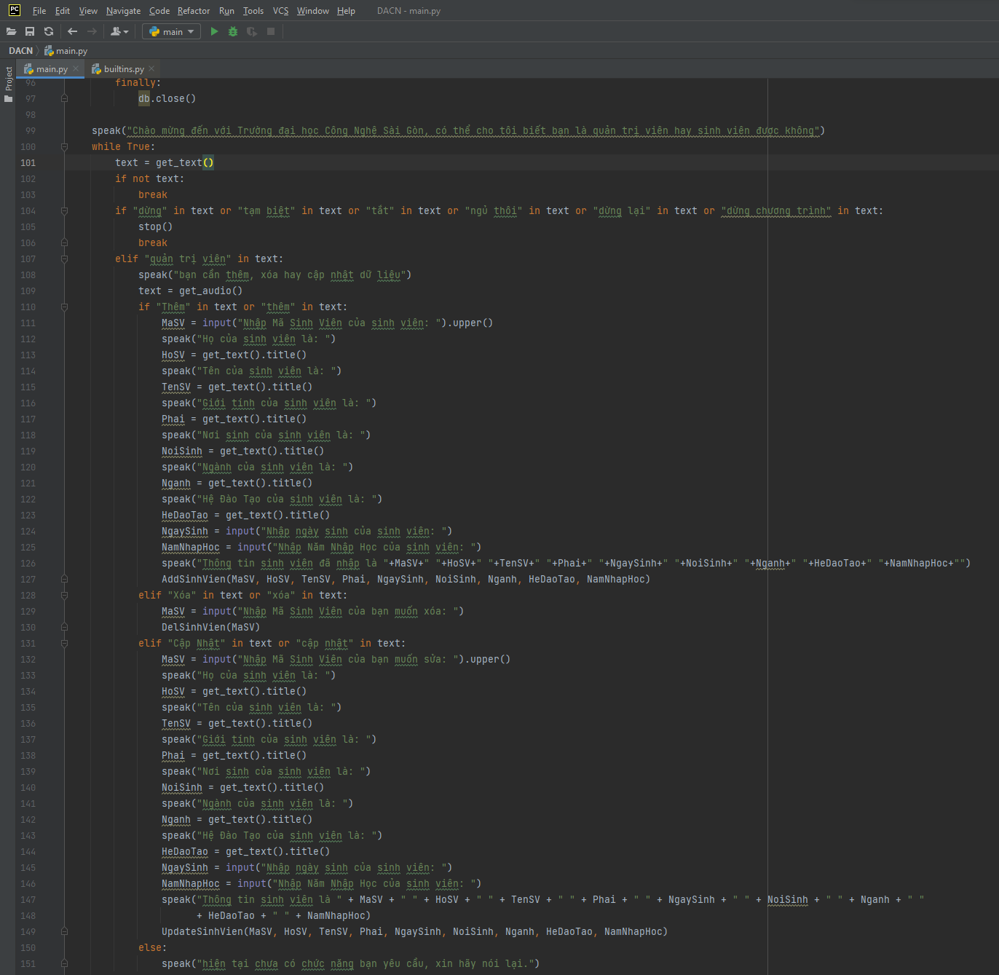 PC File Edit View Navigate Code Refactor Run Tools VCS Window Help DACN - main.py
main
DACN main.py
Project
main.py builtins.py
96 finally:
97 db.close()
98
99 speak("Chào mừng đến với Trường đại học Công Nghệ Sài Gòn, có thể cho tôi biết bạn là quản trị viên hay sinh viên được không")
100 while True:
101 text = get_text()
102 if not text:
103 break
104 if "dừng" in text or "tạm biệt" in text or "tắt" in text or "ngủ thôi" in text or "dừng lại" in text or "dừng chương trình" in text:
105 stop()
106 break
107 elif "quản trị viên" in text:
108 speak("bạn cần thêm, xóa hay cập nhật dữ liệu")
109 text = get_audio()
110 if "Thêm" in text or "thêm" in text:
111 MaSV = input("Nhập Mã Sinh Viên của sinh viên: ").upper()
112 speak("Họ của sinh viên là: ")
113 HoSV = get_text().title()
114 speak("Tên của sinh viên là: ")
115 TenSV = get_text().title()
116 speak("Giới tính của sinh viên là: ")
117 Phai = get_text().title()
118 speak("Nơi sinh của sinh viên là: ")
119 NoiSinh = get_text().title()
120 speak("Ngành của sinh viên là: ")
121 Nganh = get_text().title()
122 speak("Hệ Đào Tạo của sinh viên là: ")
123 HeDaoTao = get_text().title()
124 NgaySinh = input("Nhập ngày sinh của sinh viên: ")
125 NamNhapHoc = input("Nhập Năm Nhập Học của sinh viên: ")
126 speak("Thông tin sinh viên đã nhập là "+MaSV+" "+HoSV+" "+TenSV+" "+Phai+" "+NgaySinh+" "+NoiSinh+" "+Nganh+" "+HeDaoTao+" "+NamNhapHoc+"")
127 AddSinhVien(MaSV, HoSV, TenSV, Phai, NgaySinh, NoiSinh, Nganh, HeDaoTao, NamNhapHoc)
128 elif "Xóa" in text or "xóa" in text:
129 MaSV = input("Nhập Mã Sinh Viên của bạn muốn xóa: ")
130 DelSinhVien(MaSV)
131 elif "Cập Nhật" in text or "cập nhật" in text:
132 MaSV = input("Nhập Mã Sinh Viên của bạn muốn sửa: ").upper()
133 speak("Họ của sinh viên là: ")
134 HoSV = get_text().title()
135 speak("Tên của sinh viên là: ")
136 TenSV = get_text().title()
137 speak("Giới tính của sinh viên là: ")
138 Phai = get_text().title()
139 speak("Nơi sinh của sinh viên là: ")
140 NoiSinh = get_text().title()
141 speak("Ngành của sinh viên là: ")
142 Nganh = get_text().title()
143 speak("Hệ Đào Tạo của sinh viên là: ")
144 HeDaoTao = get_text().title()
145 NgaySinh = input("Nhập ngày sinh của sinh viên: ")
146 NamNhapHoc = input("Nhập Năm Nhập Học của sinh viên: ")
147 speak("Thông tin sinh viên là " + MaSV + " " + HoSV + " " + TenSV + " " + Phai + " " + NgaySinh + " " + NoiSinh + " " + Nganh + " "
148 + HeDaoTao + " " + NamNhapHoc)
149 UpdateSinhVien(MaSV, HoSV, TenSV, Phai, NgaySinh, NoiSinh, Nganh, HeDaoTao, NamNhapHoc)
150 else:
151 speak("hiện tại chưa có chức năng bạn yêu cầu, xin hãy nói lại.")